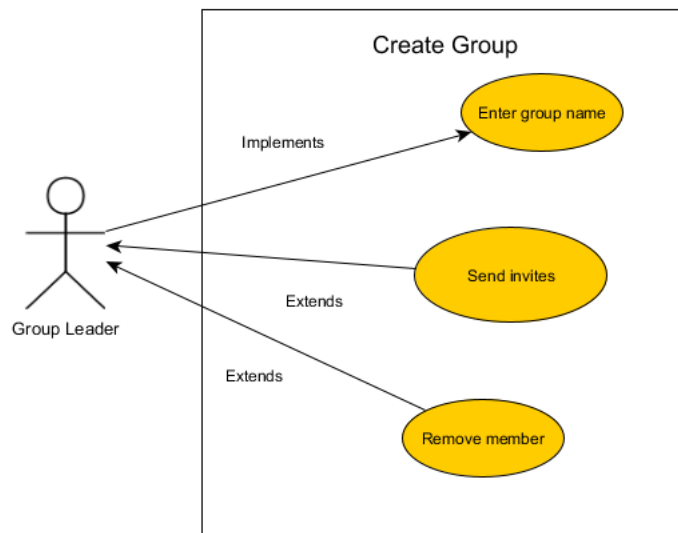 Create Group
Enter group name
Implements
Send invites
Extends
Group Leader
Extends
Remove member